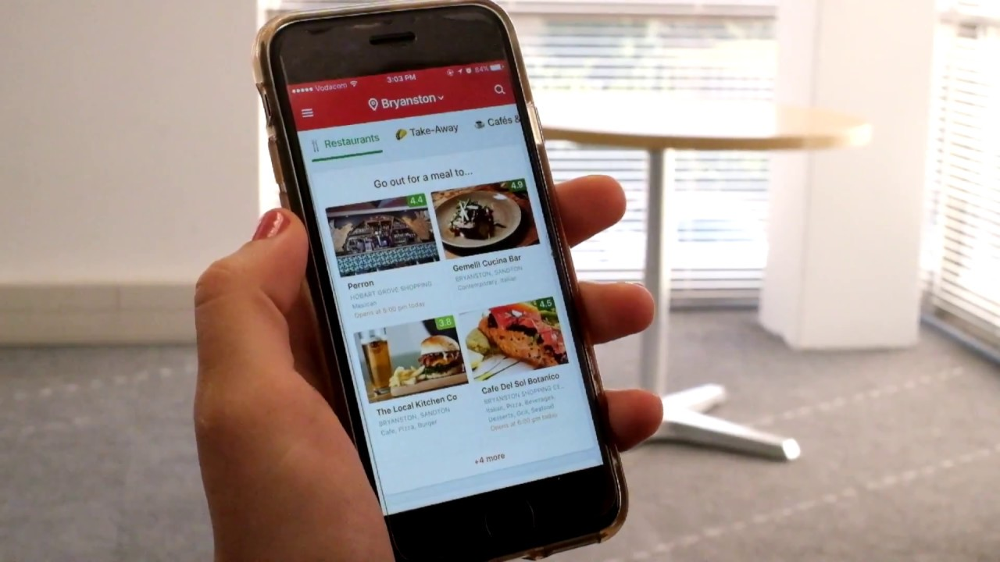 Vodacom 3:03 PM 84%
Bryanston
Restaurants Take-Away Cafés &
Go out for a meal to...
4.4
4.9
Perron
HOBART GROVE SHOPPING
Mexican
Opens at 5:00 pm today
Gemelli Cucina Bar
BRYANSTON, SANDTON
Contemporary, Italian
3.8
4.5
The Local Kitchen Co
BRYANSTON, SANDTON
Cafe, Pizza, Burger
Cafe Del Sol Botanico
BRYANSTON SHOPPING CE...
Italian, Pizza, Beverages,
Desserts, Deli, Seafood
Opens at 6:00 pm today
+4 more